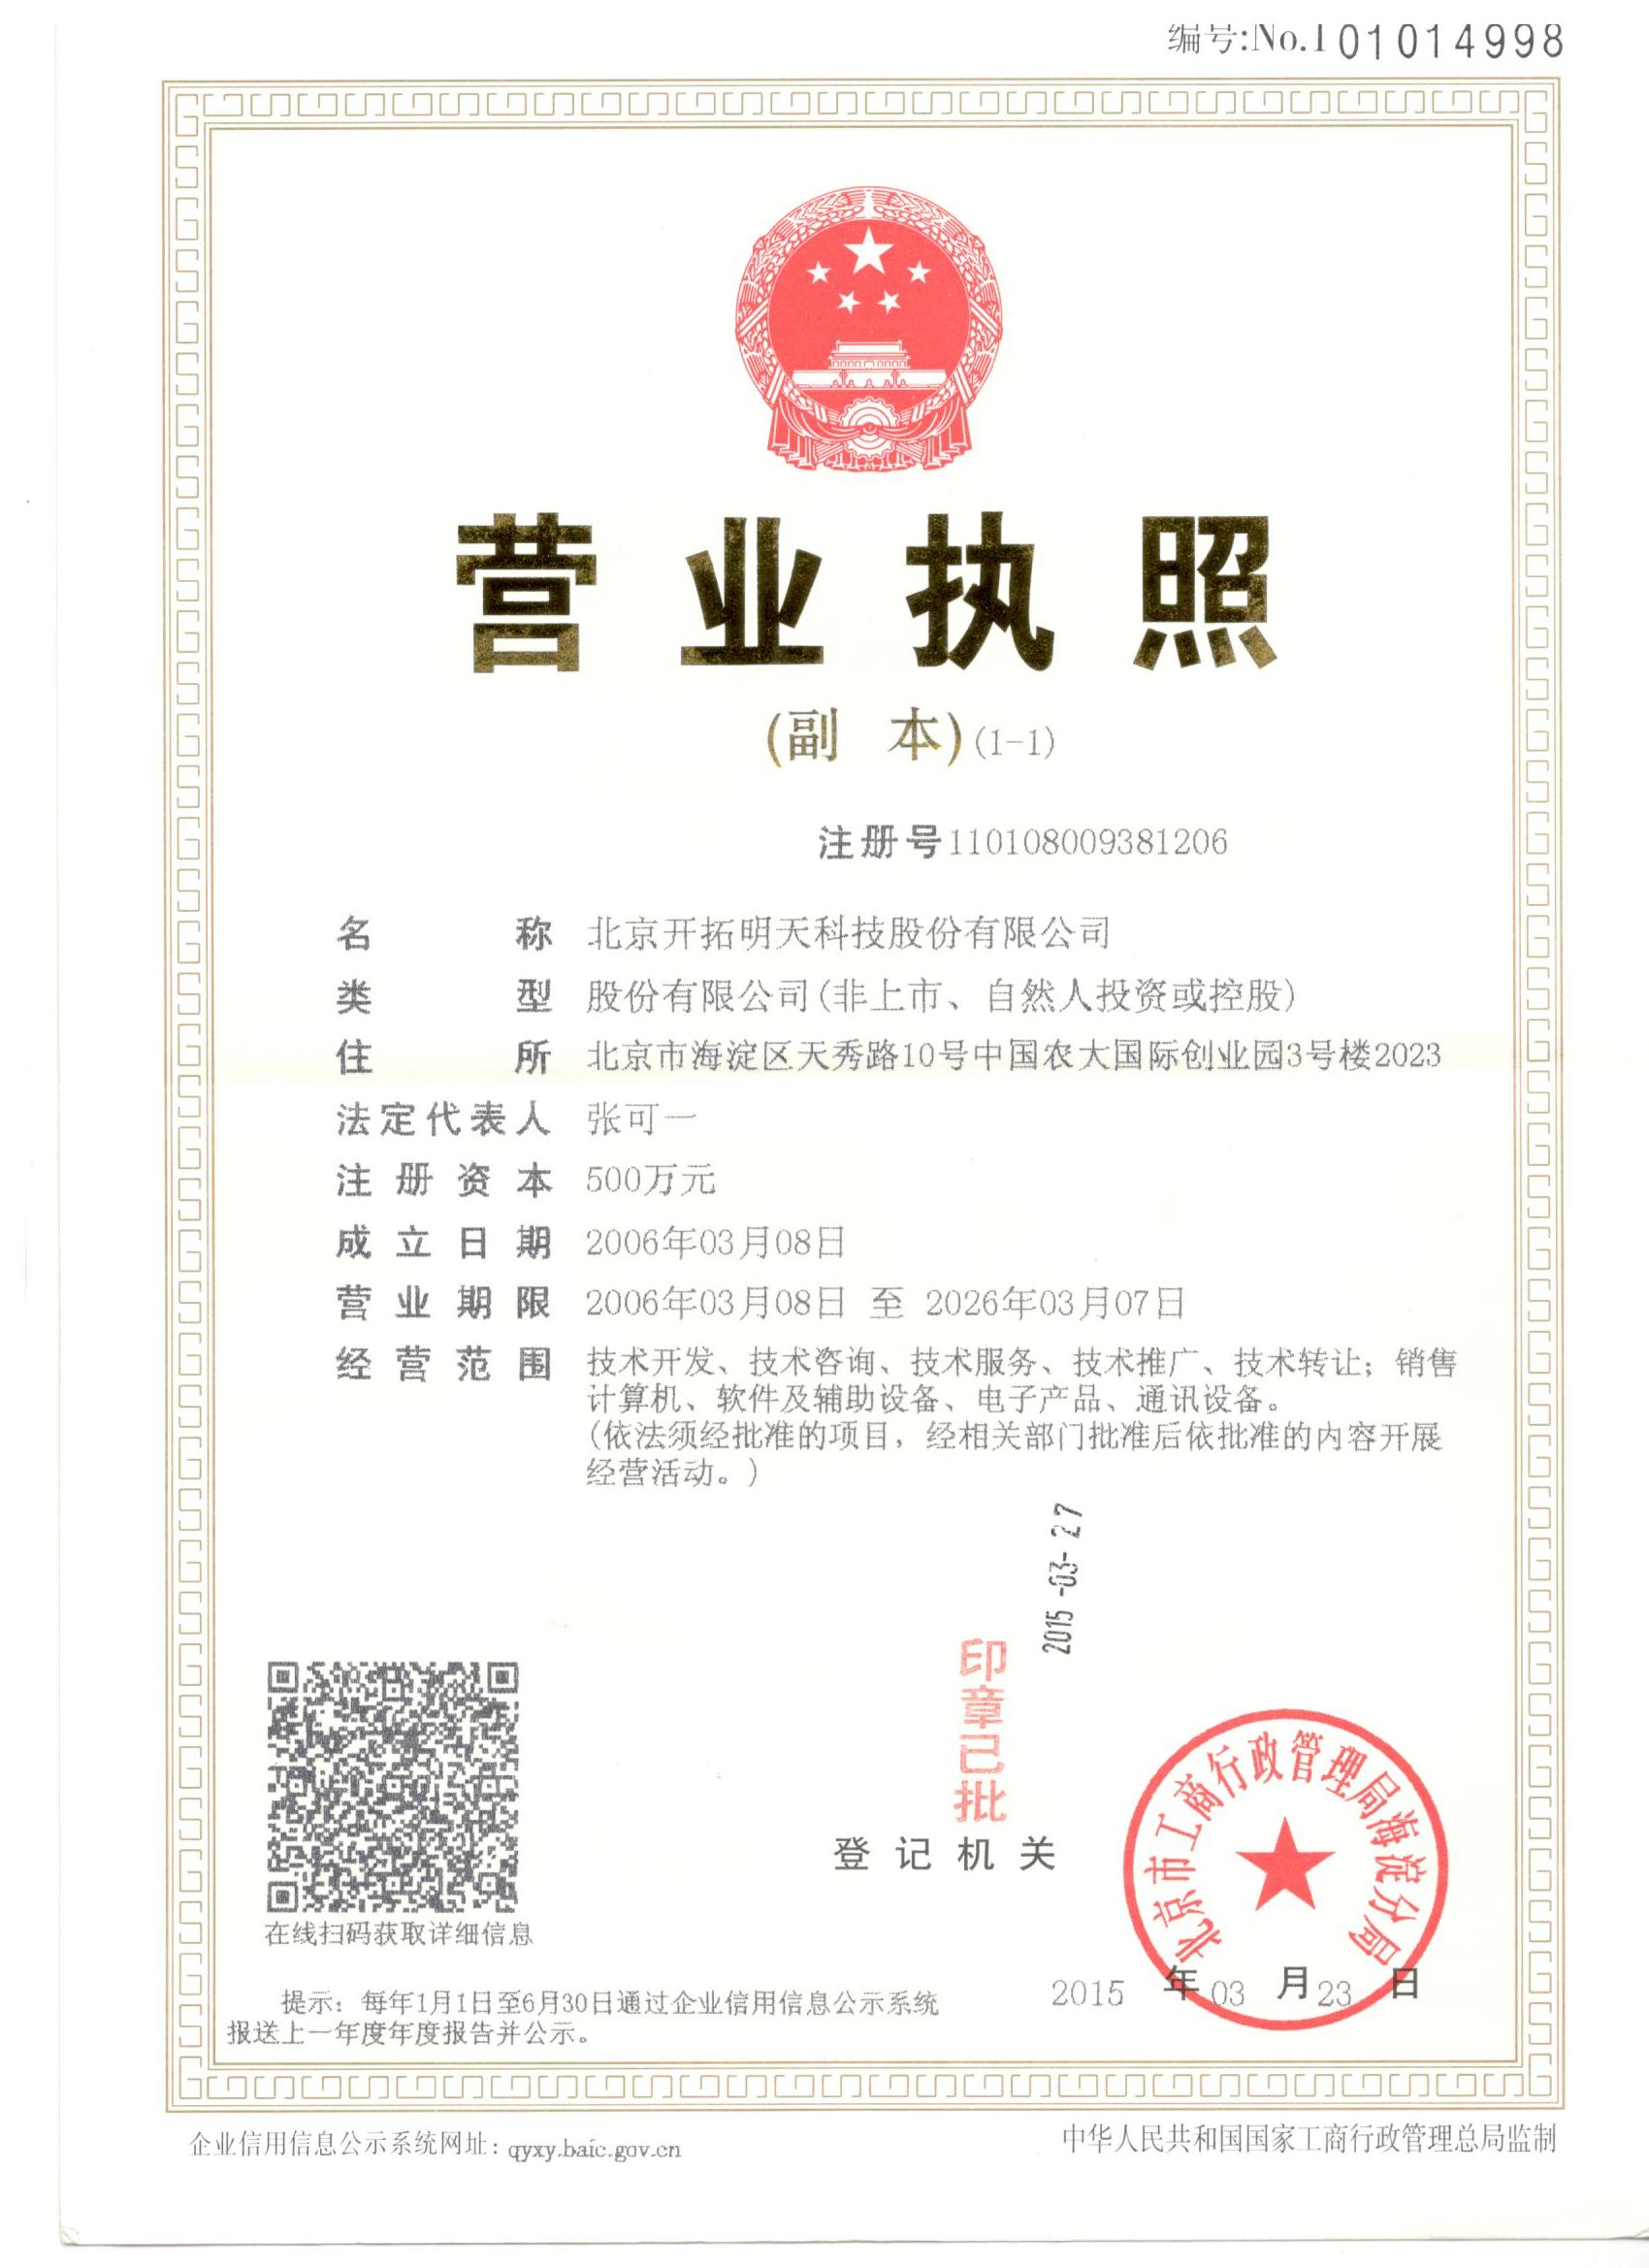 编号:No.101014998
营业执照
(副 本)(1-1)
注册号110108009381206
名 称 北京开拓明天科技股份有限公司
类 型 股份有限公司(非上市、自然人投资或控股)
住 所 北京市海淀区天秀路10号中国农大国际创业园3号楼2023
法定代表人 张可一
注册资本 500万元
成立日期 2006年03月08日
营业期限 2006年03月08日 至 2026年03月07日
经营范围 技术开发、技术咨询、技术服务、技术推广、技术转让；销售
计算机、软件及辅助设备、电子产品、通讯设备。
(依法须经批准的项目，经相关部门批准后依批准的内容开展
经营活动。)
2015-03-27
印章已批
登记机关
北京市工商行政管理局海淀分局
2015 年 03 月 23 日
在线扫码获取详细信息
提示：每年1月1日至6月30日通过企业信用信息公示系统
报送上一年度年度报告并公示。
企业信用信息公示系统网址：qyxy.baic.gov.cn
中华人民共和国国家工商行政管理总局监制